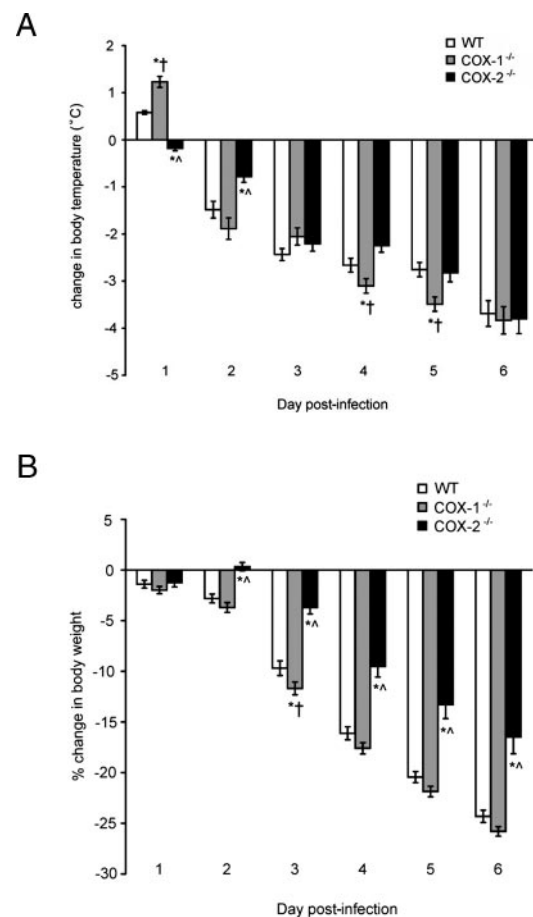 A
WT
COX-1-/-
COX-2-/-
2
1
0
-1
-2
-3
-4
-5
change in body temperature (°C)
*†
*^
*^
*†
*†
1 2 3 4 5 6
Day post-infection
B
WT
COX-1-/-
COX-2-/-
5
0
-5
-10
-15
-20
-25
-30
% change in body weight
*^
*†
*^
*^
*^
*^
1 2 3 4 5 6
Day post-infection